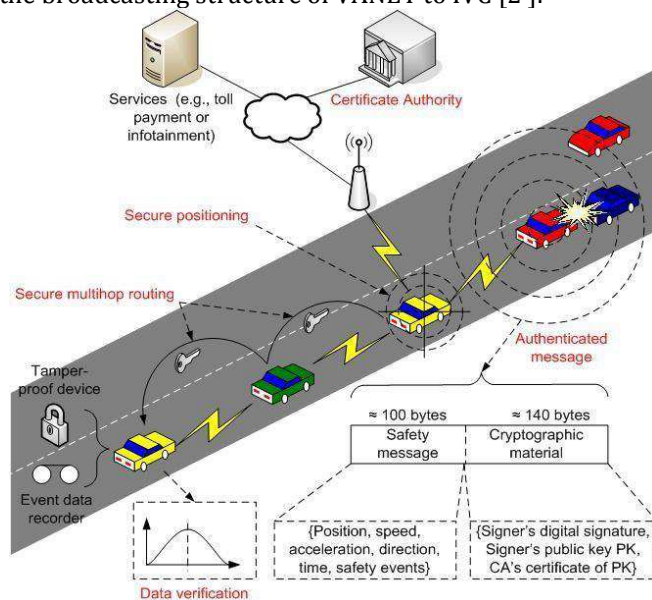 the broadcasting structure of VANET to IVC [2 ].
Services (e.g., toll
payment or
infotainment)
Certificate Authority
Secure positioning
Secure multihop routing
Authenticated
message
Tamper-
proof device
Event data
recorder
Data verification
≈ 100 bytes
≈ 140 bytes
Safety
message
Cryptographic
material
{Position, speed,
acceleration, direction,
time, safety events}
{Signer's digital signature,
Signer's public key PK,
CA's certificate of PK}